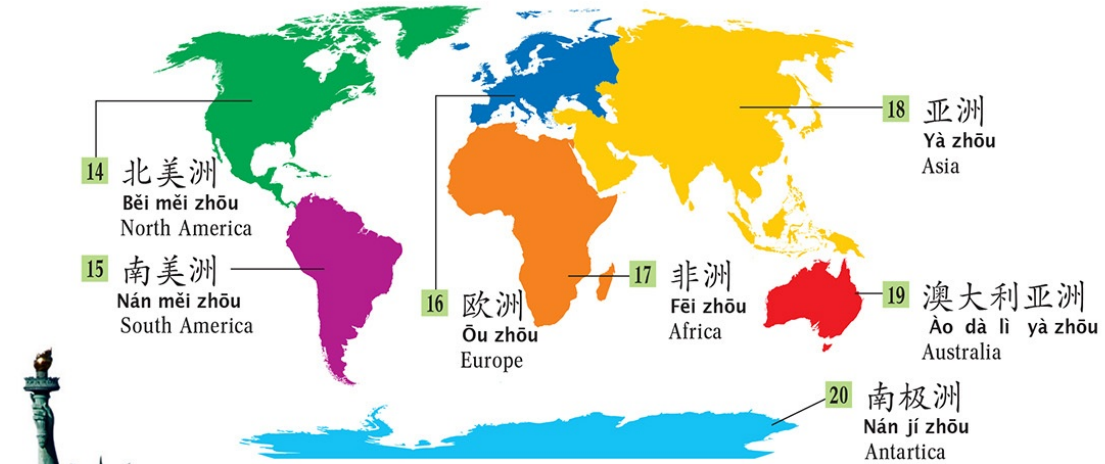 14 北美洲
Běi měi zhōu
North America
15 南美洲
Nán měi zhōu
South America
16 欧洲
Ōu zhōu
Europe
17 非洲
Fēi zhōu
Africa
18 亚洲
Yà zhōu
Asia
19 澳大利亚洲
Ào dà lì yà zhōu
Australia
20 南极洲
Nán jí zhōu
Antartica